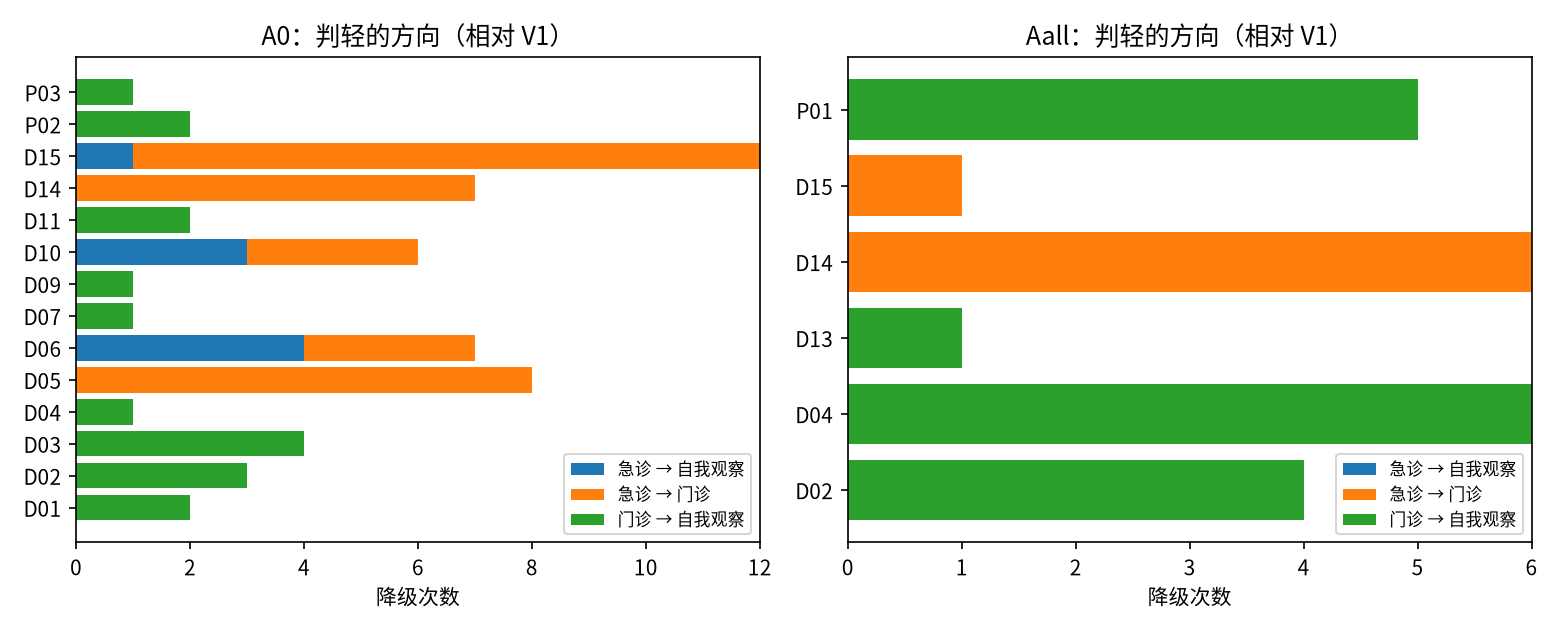 A0：判轻的方向（相对 V1）
P03
P02
D15
D14
D11
D10
D09
D07
D06
D05
D04
D03
D02
D01
急诊 → 自我观察
急诊 → 门诊
门诊 → 自我观察
0 2 4 6 8 10 12
降级次数
Aall：判轻的方向（相对 V1）
P01
D15
D14
D13
D04
D02
急诊 → 自我观察
急诊 → 门诊
门诊 → 自我观察
0 1 2 3 4 5 6
降级次数